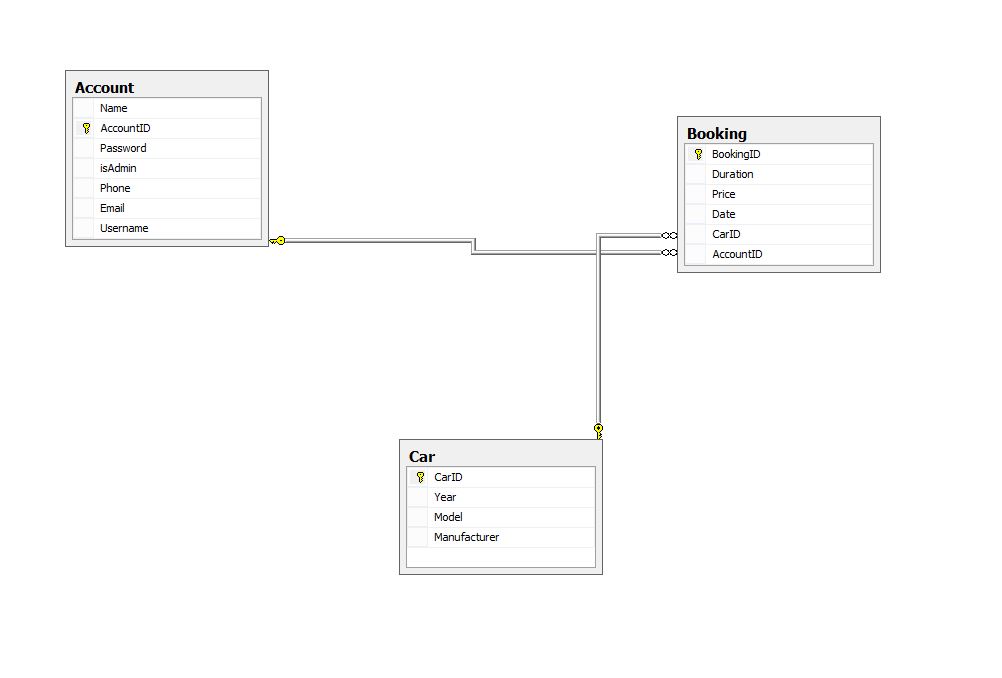 Account
Name
AccountID
Password
isAdmin
Phone
Email
Username
Booking
BookingID
Duration
Price
Date
CarID
AccountID
Car
CarID
Year
Model
Manufacturer